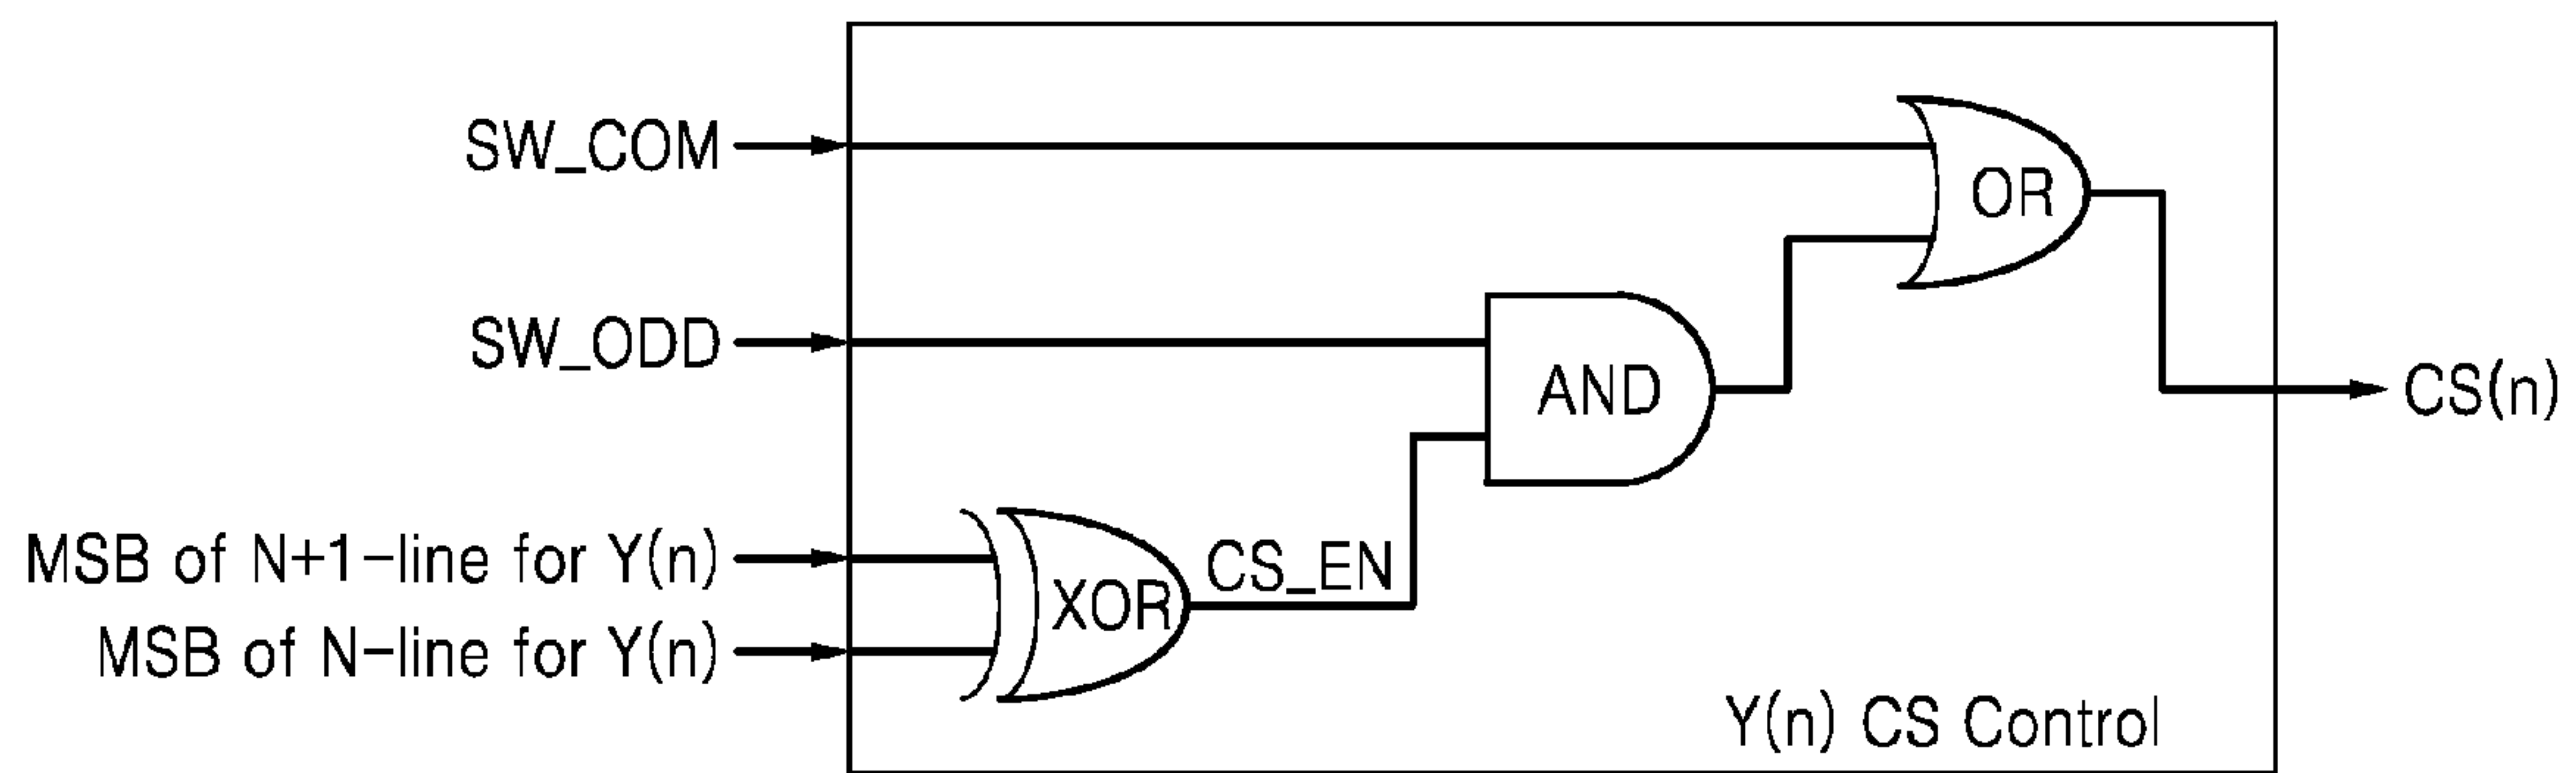 SW_COM
OR
SW_ODD
AND
CS(n)
MSB of N+1-line for Y(n)
CS_EN
XOR
MSB of N-line for Y(n)
Y(n) CS Control